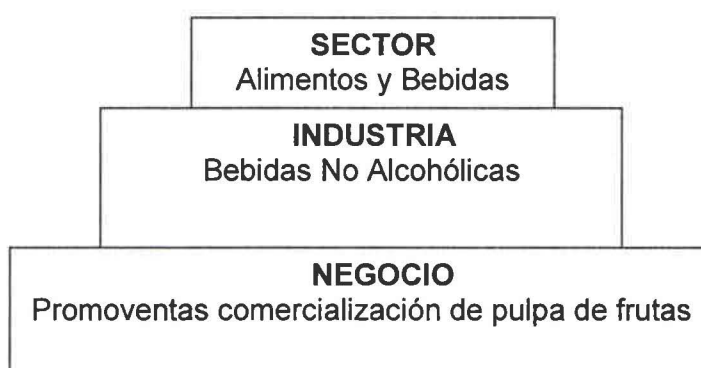 SECTOR
Alimentos y Bebidas
INDUSTRIA
Bebidas No Alcohólicas
NEGOCIO
Promoventas comercialización de pulpa de frutas